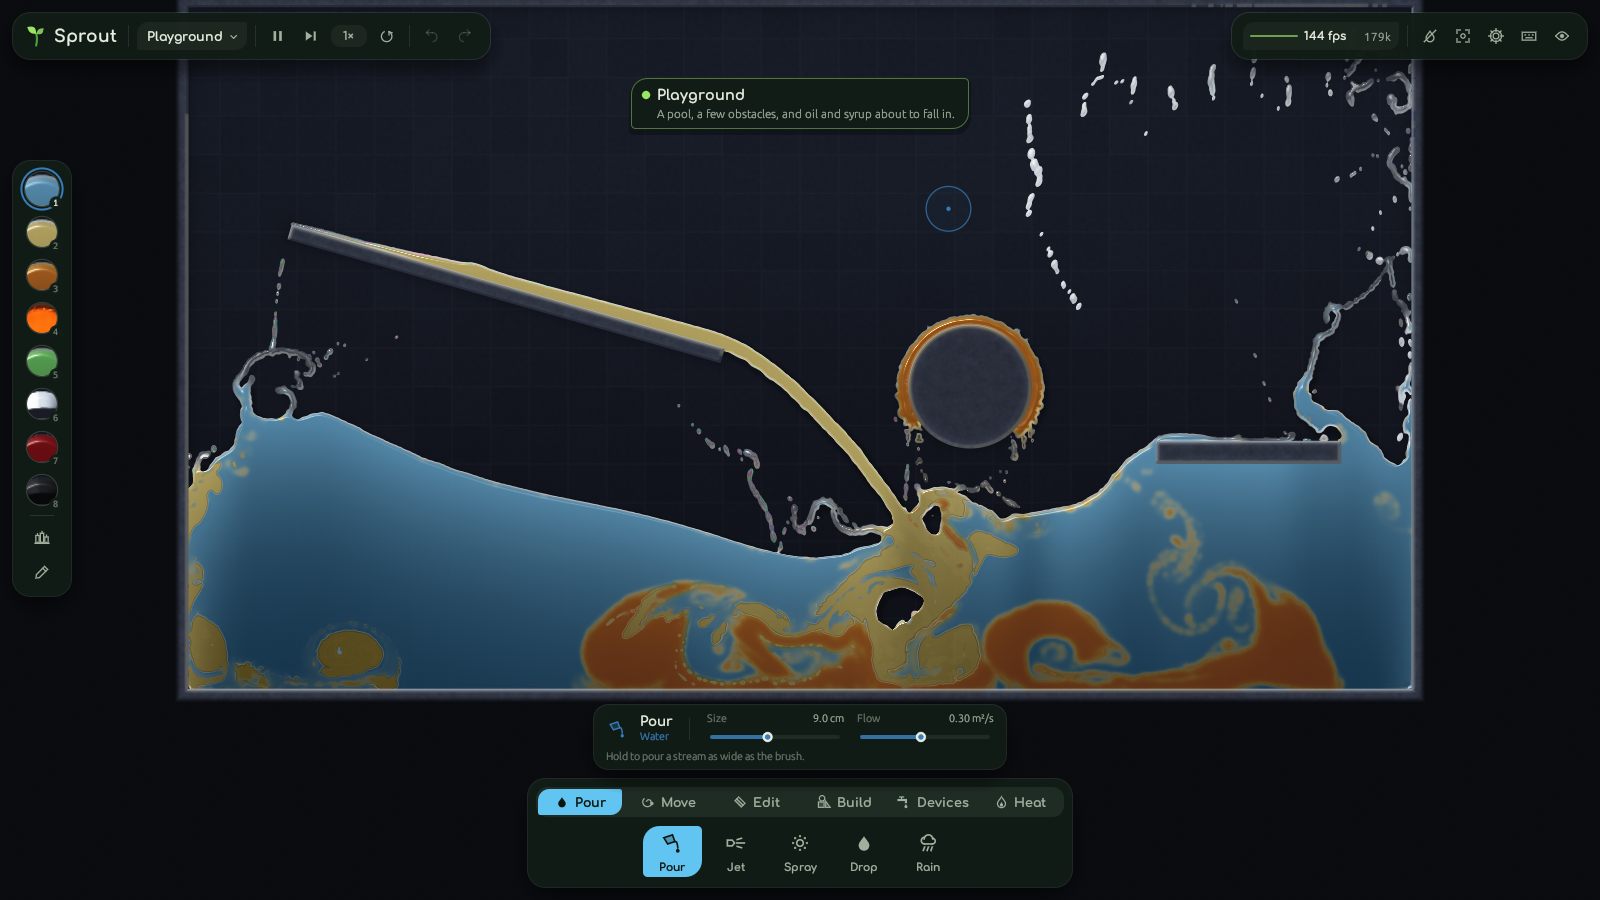 Sprout
Playground
1×
144 fps
179k
Playground
A pool, a few obstacles, and oil and syrup about to fall in.
1
2
3
4
5
6
7
8
Pour
Water
Size
9.0 cm
Flow
0.30 m²/s
Hold to pour a stream as wide as the brush.
Pour
Move
Edit
Build
Devices
Heat
Pour
Jet
Spray
Drop
Rain